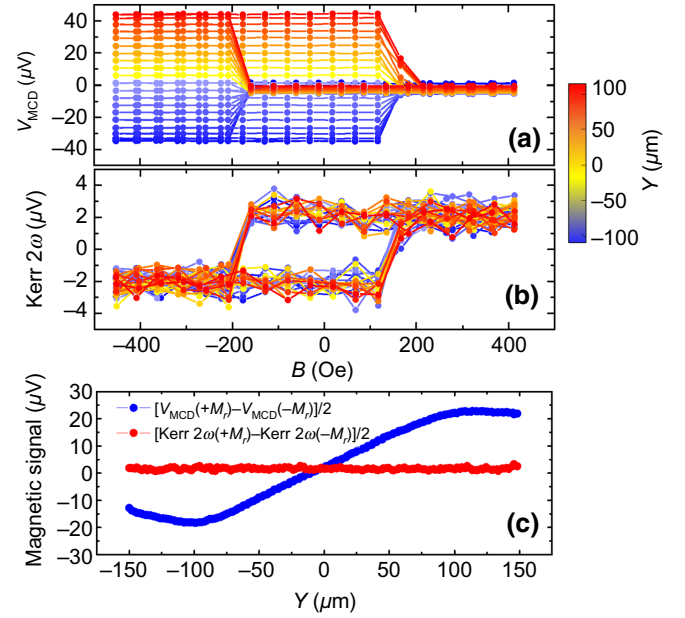 40
20
0
−20
−40
V_MCD (µV)
(a)
4
2
0
−2
−4
Kerr 2ω (µV)
(b)
−400 −200 0 200 400
B (Oe)
100
50
0
−50
−100
Y (µm)
30
20
10
0
−10
−20
−30
Magnetic signal (µV)
[V_MCD(+M_r)−V_MCD(−M_r)]/2
[Kerr 2ω(+M_r)−Kerr 2ω(−M_r)]/2
(c)
−150 −100 −50 0 50 100 150
Y (µm)